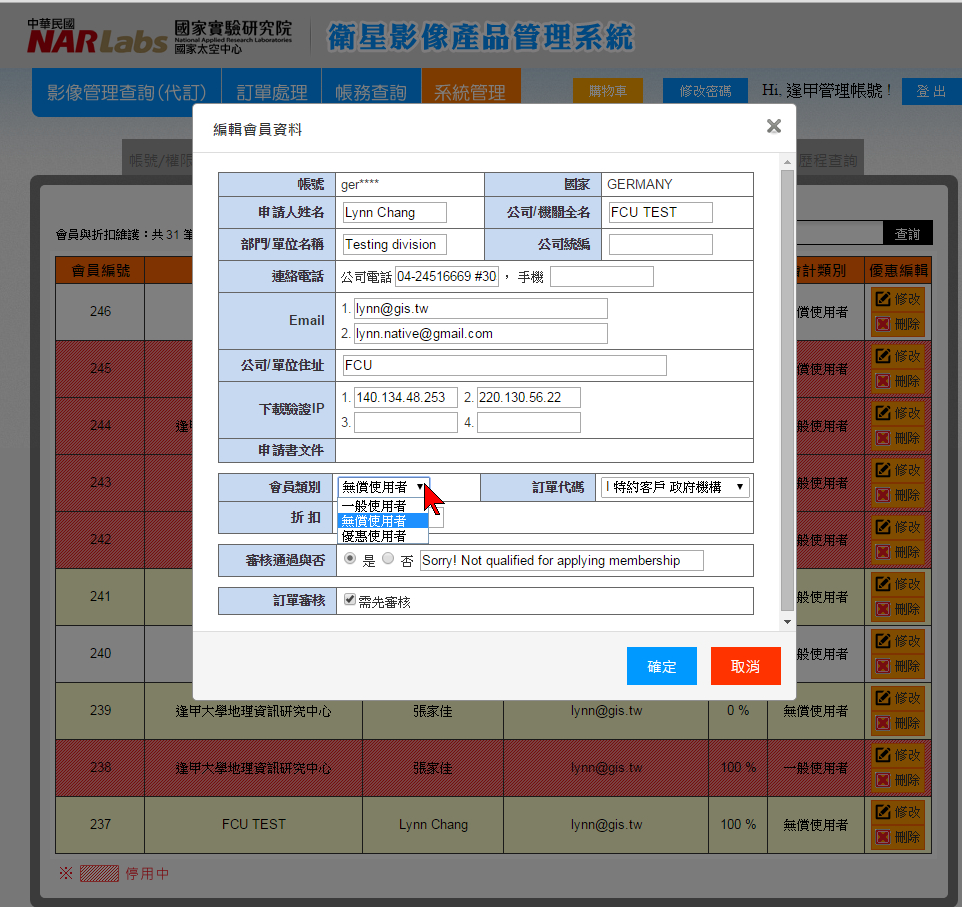 中華民國
NARLabs 國家實驗研究院
National Applied Research Laboratories
國家太空中心
衛星影像產品管理系統
影像管理查詢(代訂) 訂單處理 帳務查詢 系統管理 購物車 修改密碼 Hi, 逢甲管理帳號！ 登 出
編輯會員資料
帳號/權限 歷程查詢
帳號 ger**** 國家 GERMANY
申請人姓名 Lynn Chang 公司/機關全名 FCU TEST
會員與折扣維護：共 31 筆 查詢
部門/單位名稱 Testing division 公司統編
會員編號 計類別 優惠編輯
連絡電話 公司電話 04-24516669 #30 ， 手機
246 償使用者 修改
刪除
Email 1. lynn@gis.tw
2. lynn.native@gmail.com
245 償使用者 修改
刪除
公司/單位住址 FCU
下載驗證IP 1. 140.134.48.253 2. 220.130.56.22
3. 4.
244 逢 般使用者 修改
刪除
申請書文件
243 般使用者 修改
刪除
會員類別 無償使用者 訂單代碼 I 特約客戶 政府機構
一般使用者
無償使用者
優惠使用者
折 扣
242 般使用者 修改
刪除
審核通過與否 是 否 Sorry! Not qualified for applying membership
241 般使用者 修改
刪除
訂單審核 需先審核
240 般使用者 修改
刪除
確定 取消
239 逢甲大學地理資訊研究中心 張家佳 lynn@gis.tw 0 % 無償使用者 修改
刪除
238 逢甲大學地理資訊研究中心 張家佳 lynn@gis.tw 100 % 一般使用者 修改
刪除
237 FCU TEST Lynn Chang lynn@gis.tw 100 % 無償使用者 修改
刪除
※ 停用中